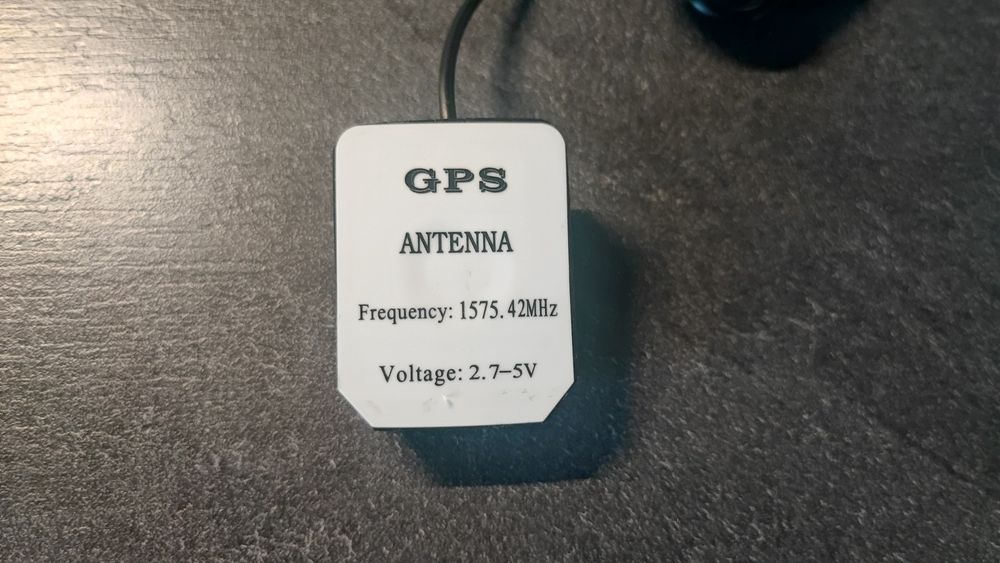 GPS
ANTENNA
Frequency: 1575.42MHz
Voltage: 2.7-5V